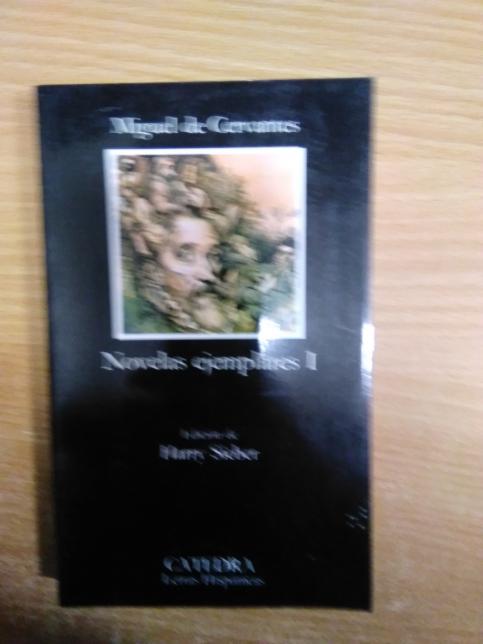 Miguel de Cervantes
Novelas ejemplares I
Edición de
Harry Sieber
CATEDRA
Letras Hispánicas